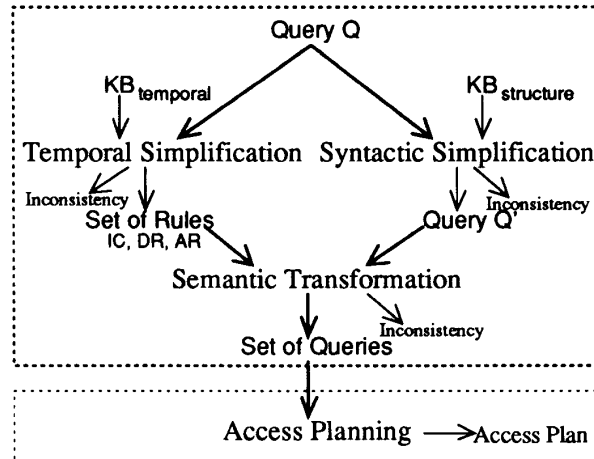 Query Q
KB temporal
KB structure
Temporal Simplification
Syntactic Simplification
Inconsistency
Inconsistency
Set of Rules
Query Q'
IC, DR, AR
Semantic Transformation
Inconsistency
Set of Queries
Access Planning
Access Plan